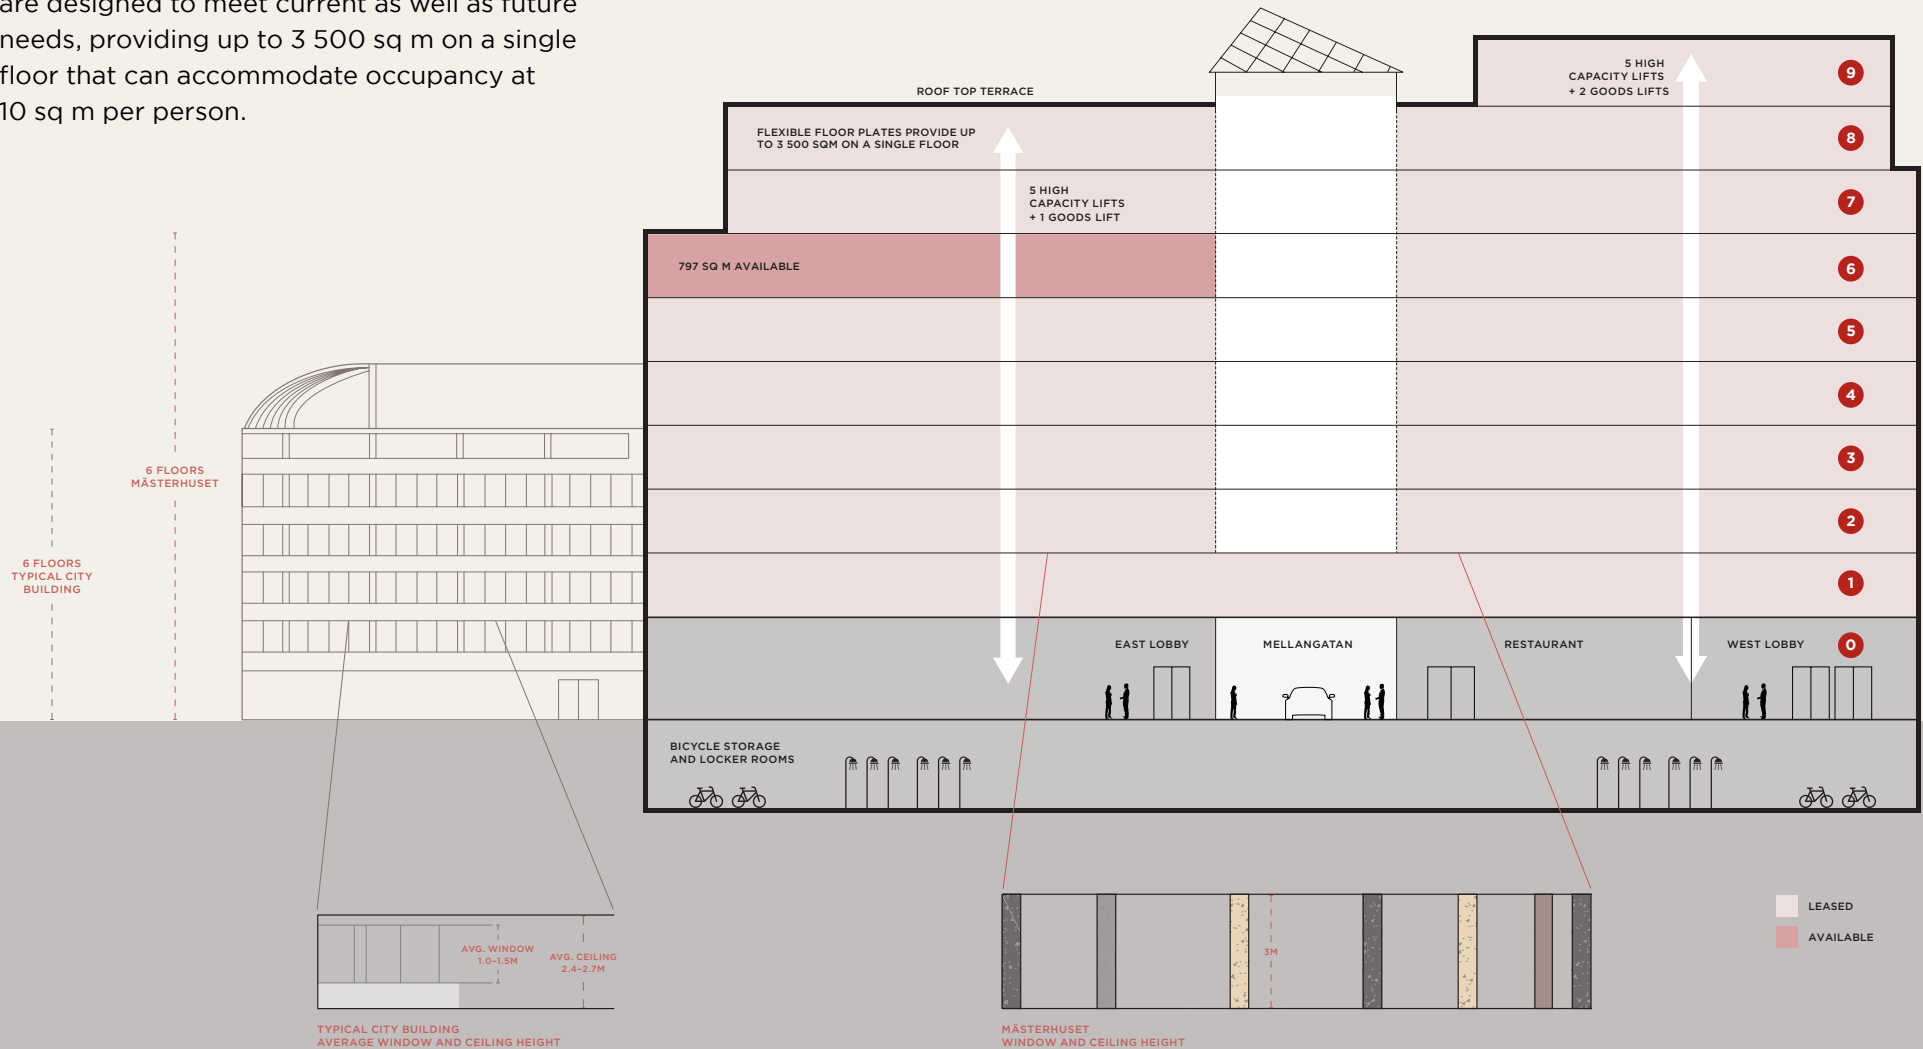 are designed to meet current as well as future
needs, providing up to 3 500 sq m on a single
floor that can accommodate occupancy at
10 sq m per person.
ROOF TOP TERRACE
5 HIGH
CAPACITY LIFTS
+ 2 GOODS LIFTS
9
FLEXIBLE FLOOR PLATES PROVIDE UP
TO 3 500 SQM ON A SINGLE FLOOR
8
5 HIGH
CAPACITY LIFTS
+ 1 GOODS LIFT
7
797 SQ M AVAILABLE
6
5
4
3
2
1
6 FLOORS
MÄSTERHUSET
6 FLOORS
TYPICAL CITY
BUILDING
EAST LOBBY
MELLANGATAN
RESTAURANT
WEST LOBBY
0
BICYCLE STORAGE
AND LOCKER ROOMS
AVG. WINDOW
1.0–1.5M
AVG. CEILING
2.4–2.7M
TYPICAL CITY BUILDING
AVERAGE WINDOW AND CEILING HEIGHT
3M
MÄSTERHUSET
WINDOW AND CEILING HEIGHT
LEASED
AVAILABLE